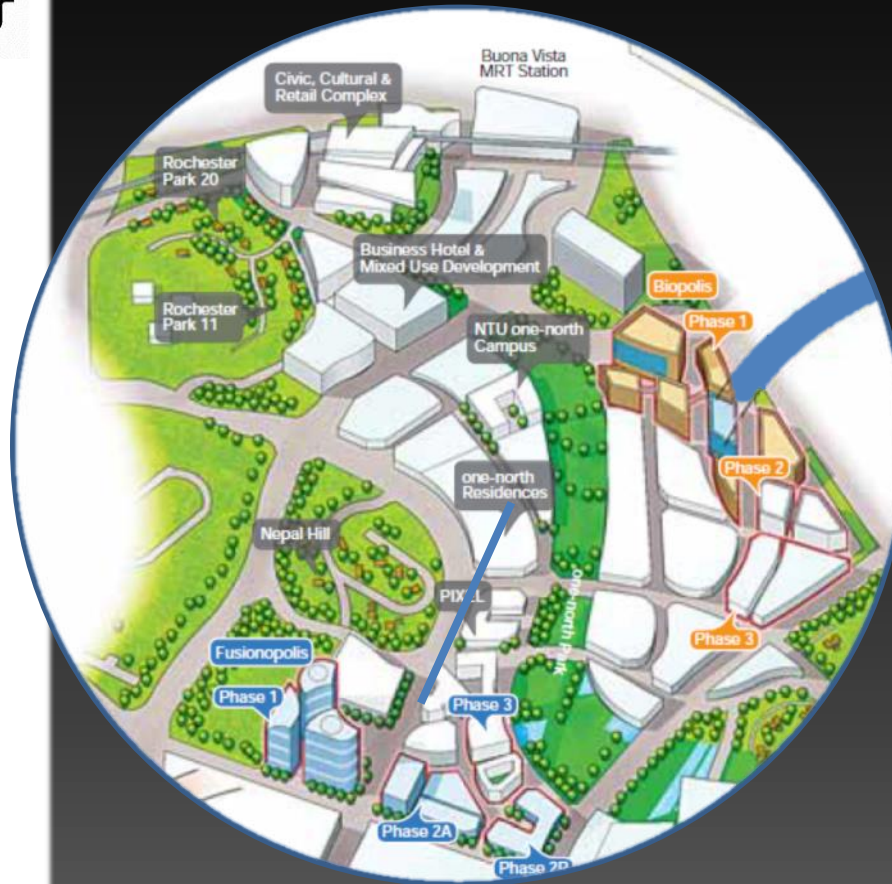 Buona Vista
MRT Station
Civic, Cultural &
Retail Complex
Rochester
Park 20
Business Hotel &
Mixed Use Development
Biopolis
Rochester
Park 11
Phase 1
NTU one-north
Campus
Phase 2
one-north
Residences
Nepal Hill
one-north Park
Phase 3
Fusionopolis
Phase 1
Phase 3
Phase 2A